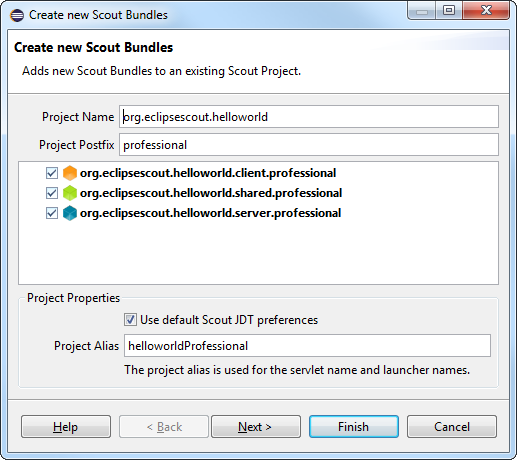 Create new Scout Bundles
Create new Scout Bundles
Adds new Scout Bundles to an existing Scout Project.
Project Name org.eclipsescout.helloworld
Project Postfix professional
org.eclipsescout.helloworld.client.professional
org.eclipsescout.helloworld.shared.professional
org.eclipsescout.helloworld.server.professional
Project Properties
Use default Scout JDT preferences
Project Alias helloworldProfessional
The project alias is used for the servlet name and launcher names.
Help < Back Next > Finish Cancel